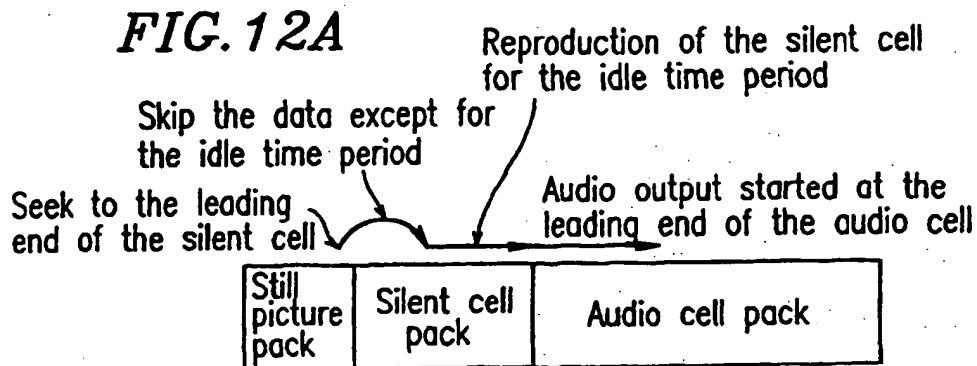 FIG. 12A
Reproduction of the silent cell
for the idle time period
Skip the data except for
the idle time period
Seek to the leading
end of the silent cell
Audio output started at the
leading end of the audio cell
Still
picture
pack
Silent cell
pack
Audio cell pack